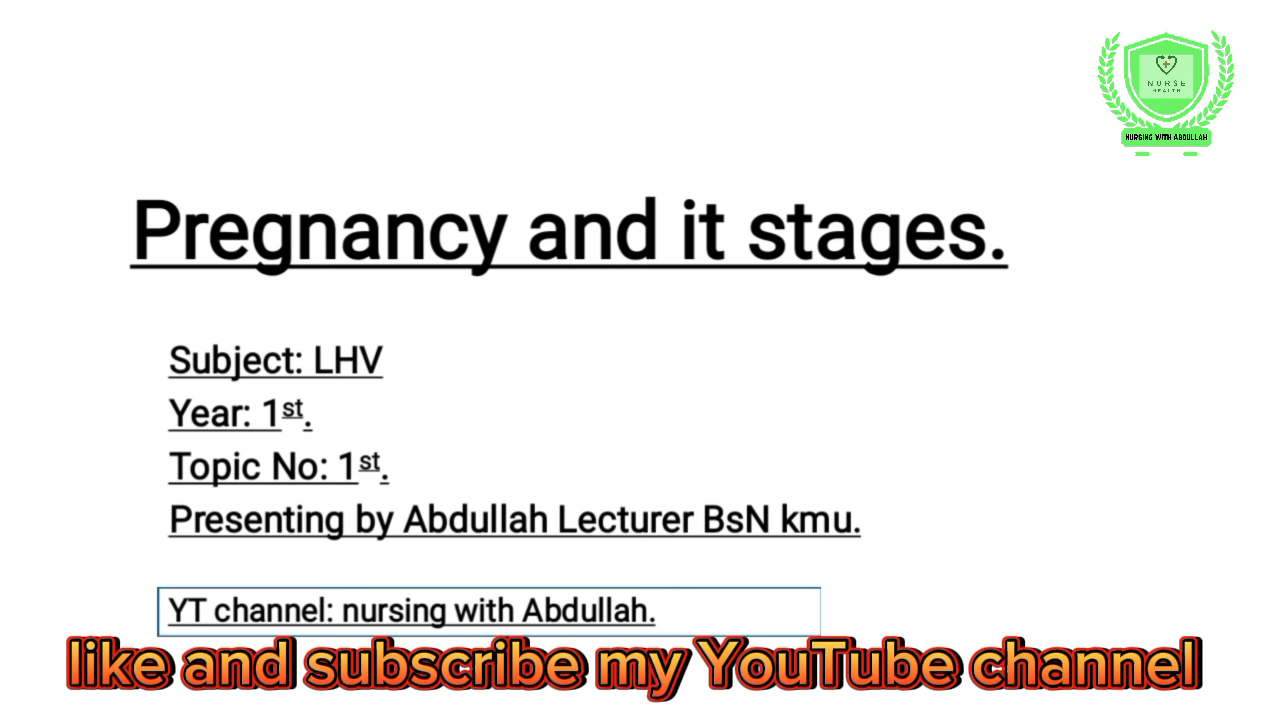 NURSE
HEALTH
NURSING WITH ABDULLAH
Pregnancy and it stages.
Subject: LHV
Year: 1st.
Topic No: 1st.
Presenting by Abdullah Lecturer BsN kmu.
YT channel: nursing with Abdullah.
like and subscribe my YouTube channel